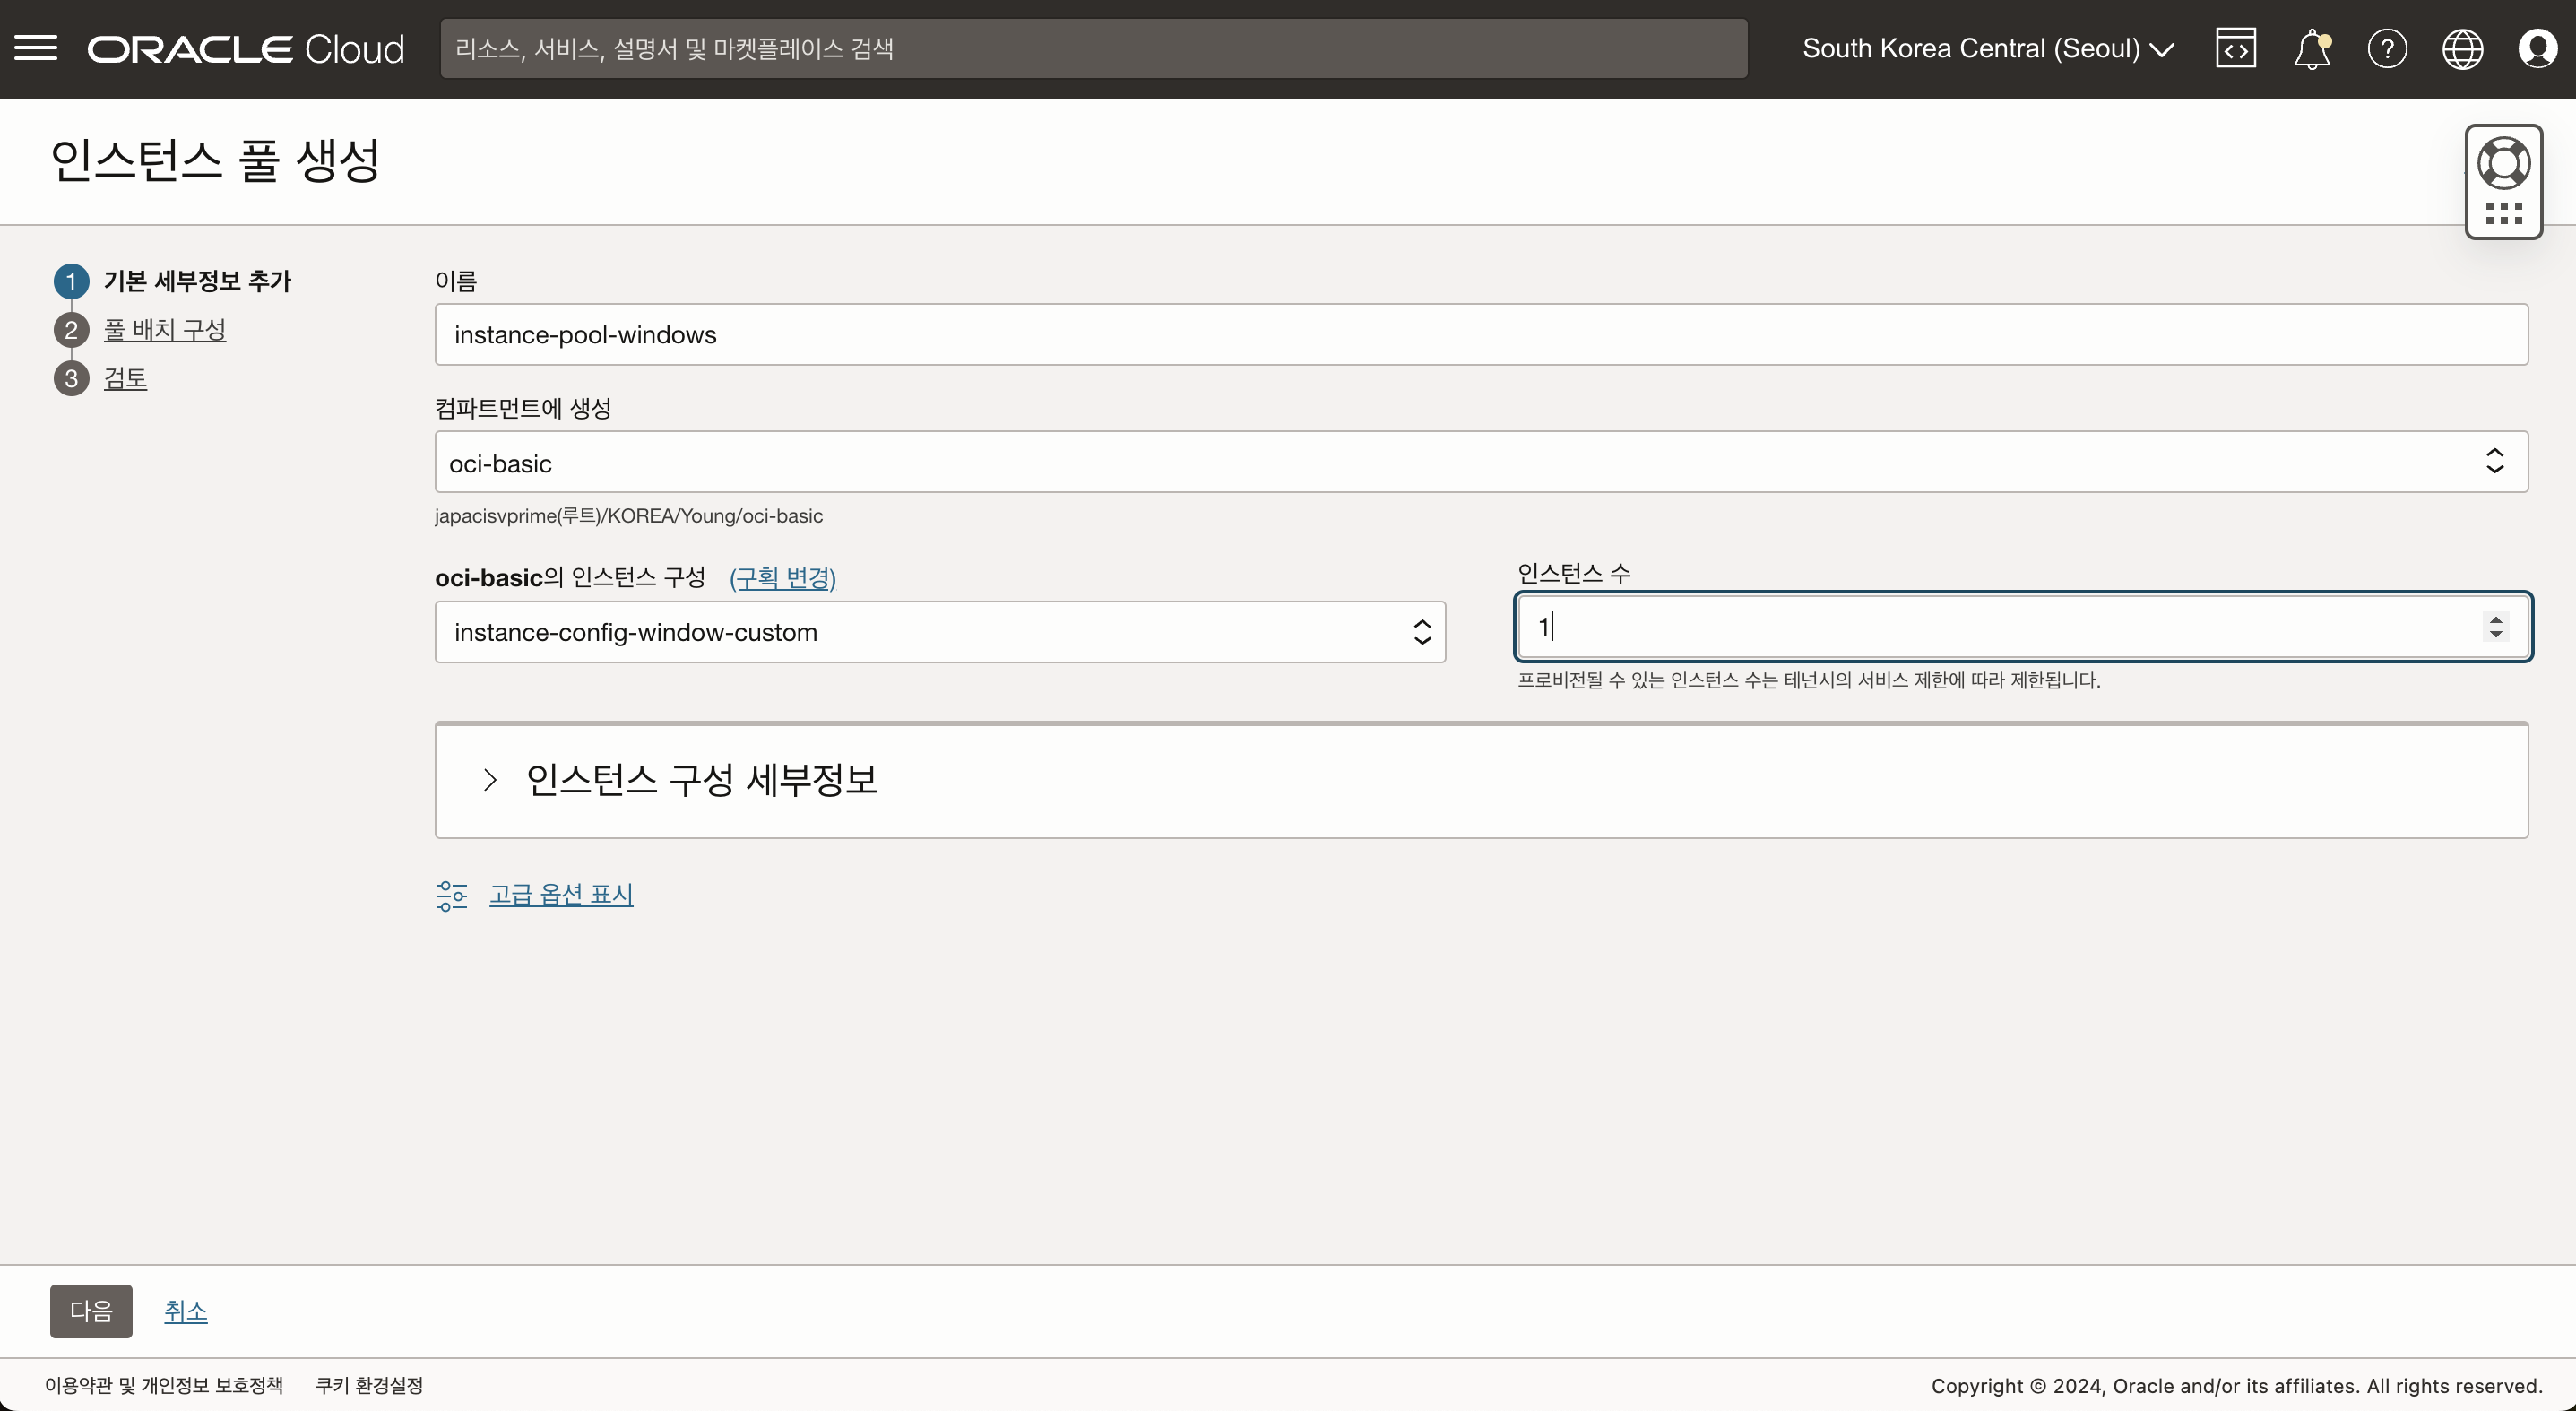 ORACLE Cloud
리소스, 서비스, 설명서 및 마켓플레이스 검색
South Korea Central (Seoul)
인스턴스 풀 생성
1 기본 세부정보 추가
2 풀 배치 구성
3 검토
이름
instance-pool-windows
컴파트먼트에 생성
oci-basic
japacisvprime(루트)/KOREA/Young/oci-basic
oci-basic의 인스턴스 구성 (구획 변경)
instance-config-window-custom
인스턴스 수
1
프로비전될 수 있는 인스턴스 수는 테넌시의 서비스 제한에 따라 제한됩니다.
인스턴스 구성 세부정보
고급 옵션 표시
다음 취소
이용약관 및 개인정보 보호정책 쿠키 환경설정
Copyright © 2024, Oracle and/or its affiliates. All rights reserved.